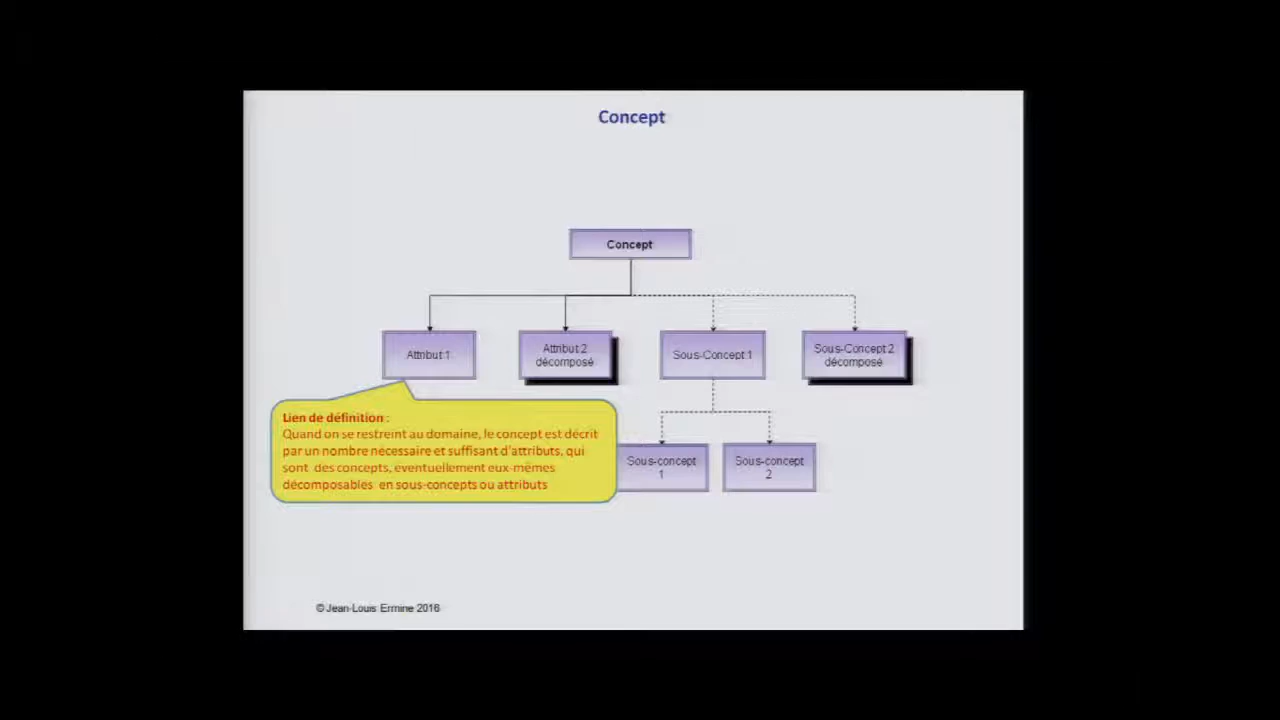 Concept
Concept
Attribut 1
Attribut 2
décomposé
Sous-Concept 1
Sous-Concept 2
décomposé
Lien de définition :
Quand on se restreint au domaine, le concept est décrit
par un nombre nécessaire et suffisant d'attributs, qui
sont des concepts, eventuellement eux-mêmes
décomposables en sous-concepts ou attributs
Sous-concept
1
Sous-concept
2
© Jean-Louis Ermine 2016